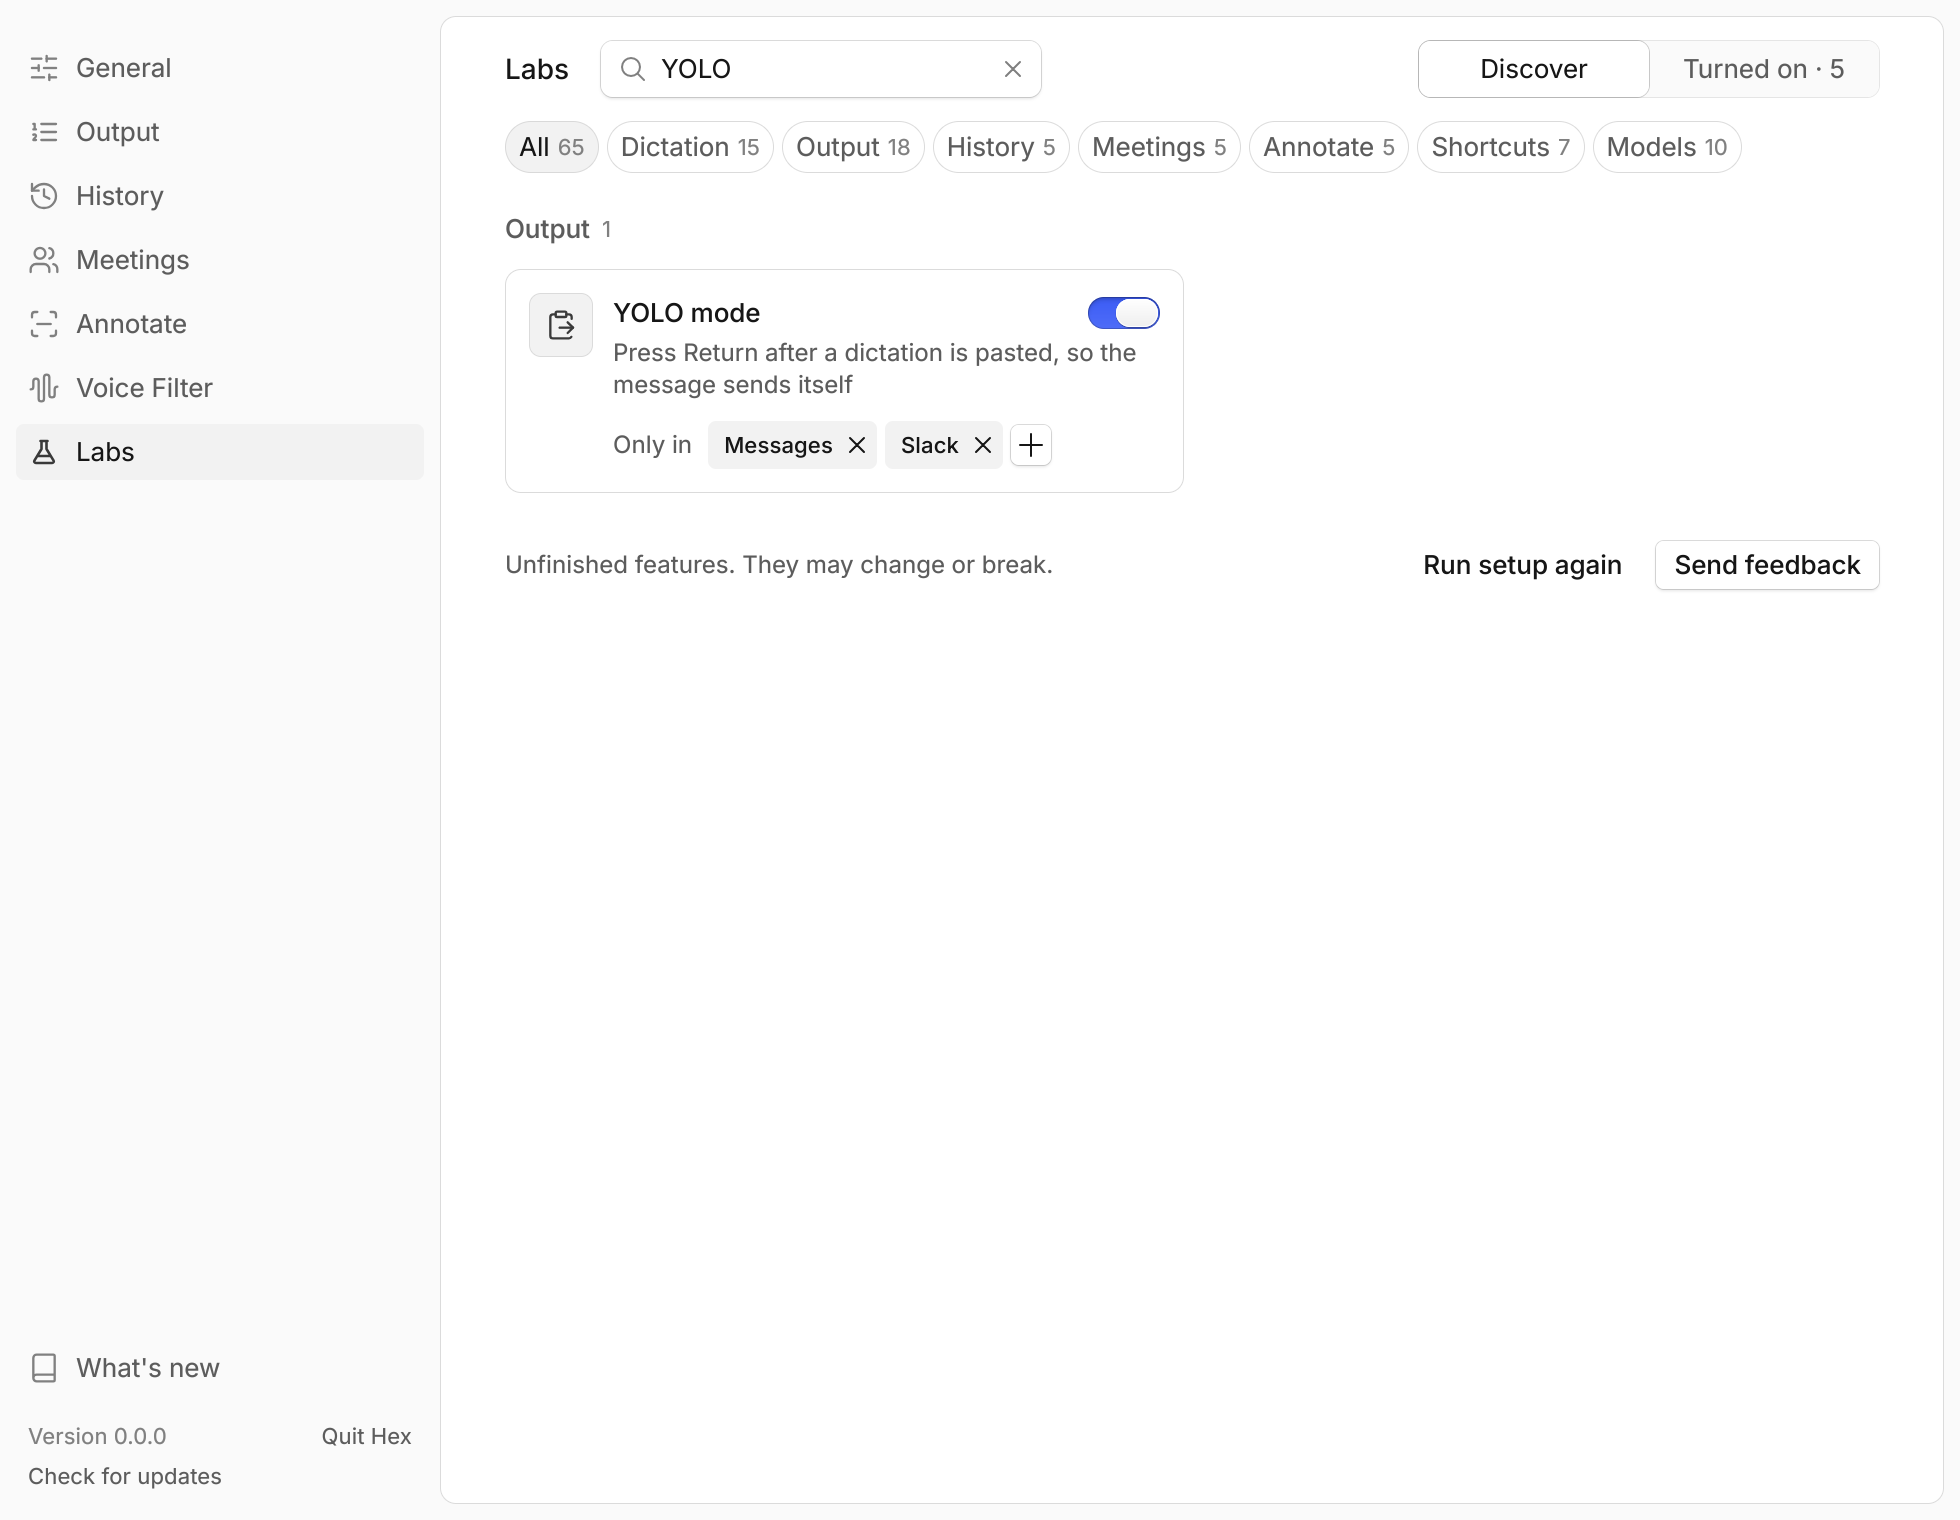 General
Output
History
Meetings
Annotate
Voice Filter
Labs
What's new
Version 0.0.0
Quit Hex
Check for updates
Labs
YOLO
Discover
Turned on · 5
All 65
Dictation 15
Output 18
History 5
Meetings 5
Annotate 5
Shortcuts 7
Models 10
Output 1
YOLO mode
Press Return after a dictation is pasted, so the
message sends itself
Only in
Messages
Slack
Unfinished features. They may change or break.
Run setup again
Send feedback